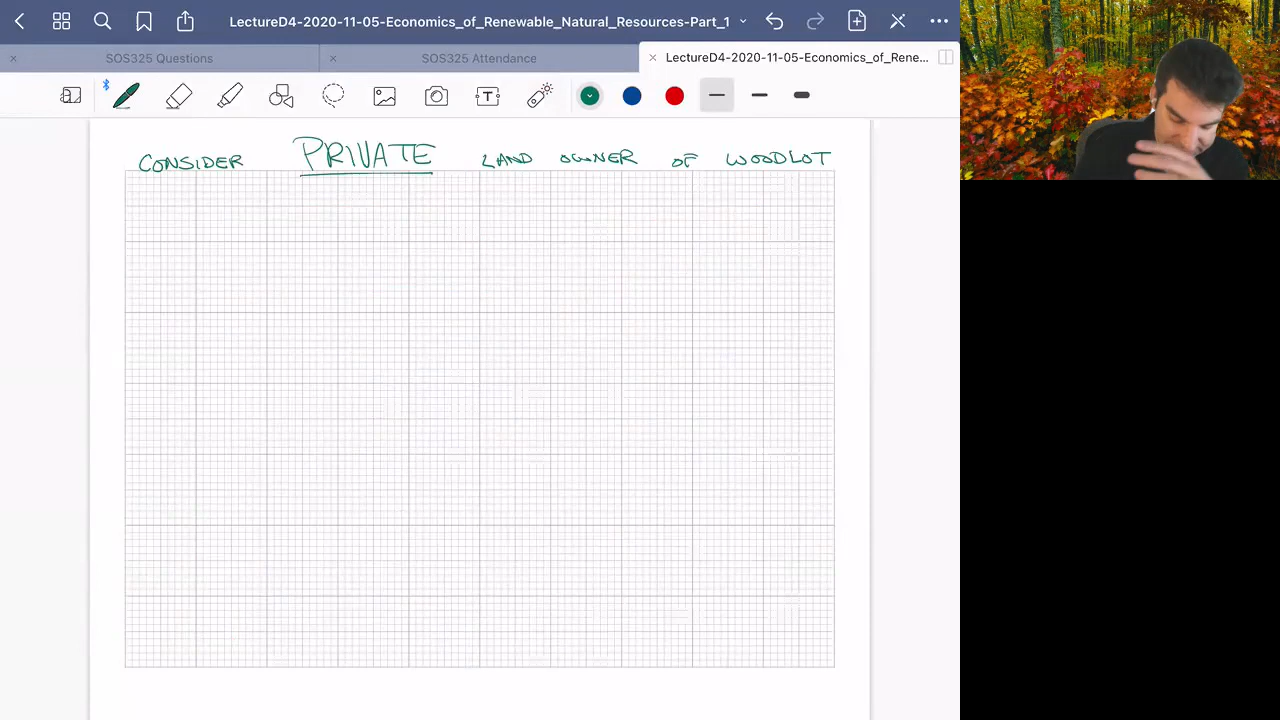 LectureD4-2020-11-05-Economics_of_Renewable_Natural_Resources-Part_1
SOS325 Questions
SOS325 Attendance
LectureD4-2020-11-05-Economics_of_Rene...
T
CONSIDER PRIVATE LAND OWNER OF WOODLOT